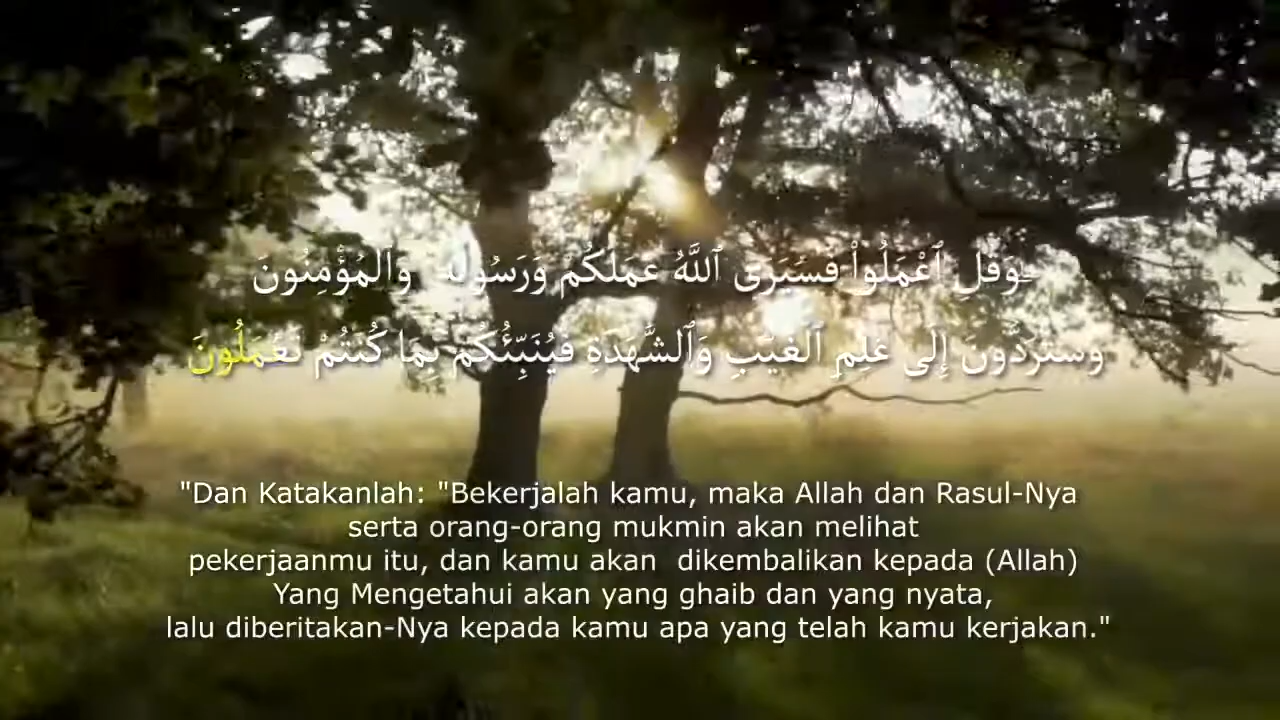 وَقُلِ ٱعْمَلُوا۟ فَسَيَرَى ٱللَّهُ عَمَلَكُمْ وَرَسُولُهُۥ وَٱلْمُؤْمِنُونَ
وَسَتُرَدُّونَ إِلَىٰ عَٰلِمِ ٱلْغَيْبِ وَٱلشَّهَٰدَةِ فَيُنَبِّئُكُم بِمَا كُنتُمْ تَعْمَلُونَ
"Dan Katakanlah: "Bekerjalah kamu, maka Allah dan Rasul-Nya
serta orang-orang mukmin akan melihat
pekerjaanmu itu, dan kamu akan  dikembalikan kepada (Allah)
Yang Mengetahui akan yang ghaib dan yang nyata,
lalu diberitakan-Nya kepada kamu apa yang telah kamu kerjakan."